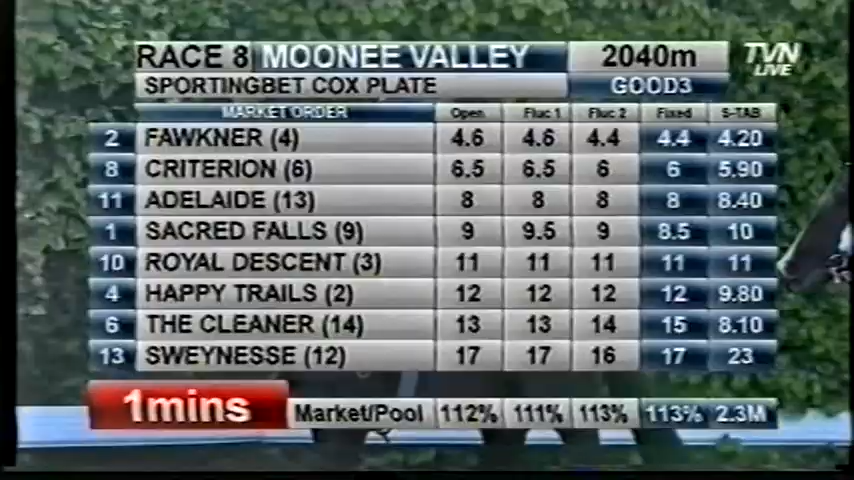 RACE 8 MOONEE VALLEY 2040m TVN
SPORTINGBET COX PLATE GOOD3 LIVE
MARKET ORDER Open Fluc 1 Fluc 2 Fixed S-TAB
2 FAWKNER (4) 4.6 4.6 4.4 4.4 4.20
8 CRITERION (6) 6.5 6.5 6 6 5.90
11 ADELAIDE (13) 8 8 8 8 8.40
1 SACRED FALLS (9) 9 9.5 9 8.5 10
10 ROYAL DESCENT (3) 11 11 11 11 11
4 HAPPY TRAILS (2) 12 12 12 12 9.80
6 THE CLEANER (14) 13 13 14 15 8.10
13 SWEYNESSE (12) 17 17 16 17 23
1mins Market/Pool 112% 111% 113% 113% 2.3M